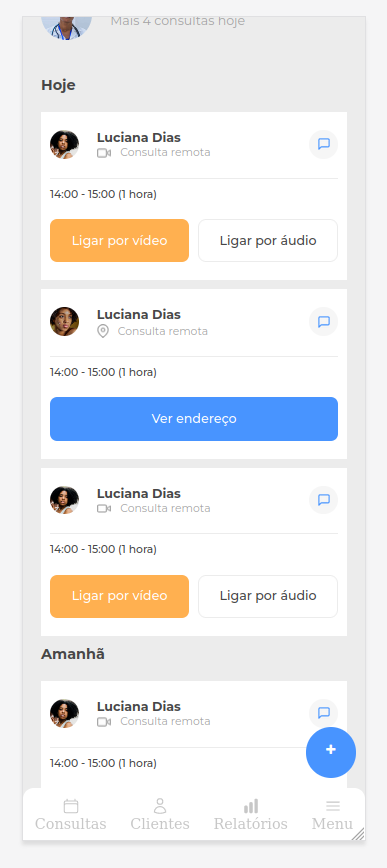 Mais 4 consultas hoje
Hoje
Luciana Dias
Consulta remota
14:00 - 15:00 (1 hora)
Ligar por vídeo
Ligar por áudio
Luciana Dias
Consulta remota
14:00 - 15:00 (1 hora)
Ver endereço
Luciana Dias
Consulta remota
14:00 - 15:00 (1 hora)
Ligar por vídeo
Ligar por áudio
Amanhã
Luciana Dias
Consulta remota
14:00 - 15:00 (1 hora)
+
Consultas
Clientes
Relatórios
Menu